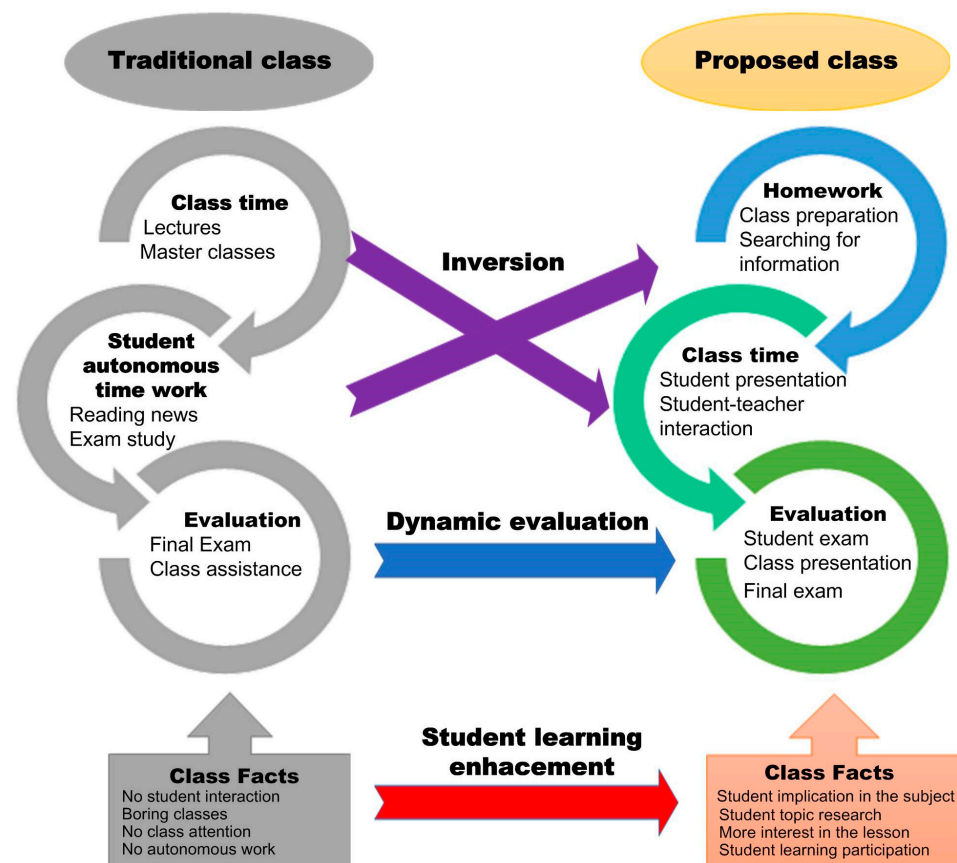 Traditional class
Class time
Lectures
Master classes
Student
autonomous
time work
Reading news
Exam study
Evaluation
Final Exam
Class assistance
Class Facts
No student interaction
Boring classes
No class attention
No autonomous work
Inversion
Dynamic evaluation
Student learning
enhacement
Proposed class
Homework
Class preparation
Searching for
information
Class time
Student presentation
Student-teacher
interaction
Evaluation
Student exam
Class presentation
Final exam
Class Facts
Student implication in the subject
Student topic research
More interest in the lesson
Student learning participation